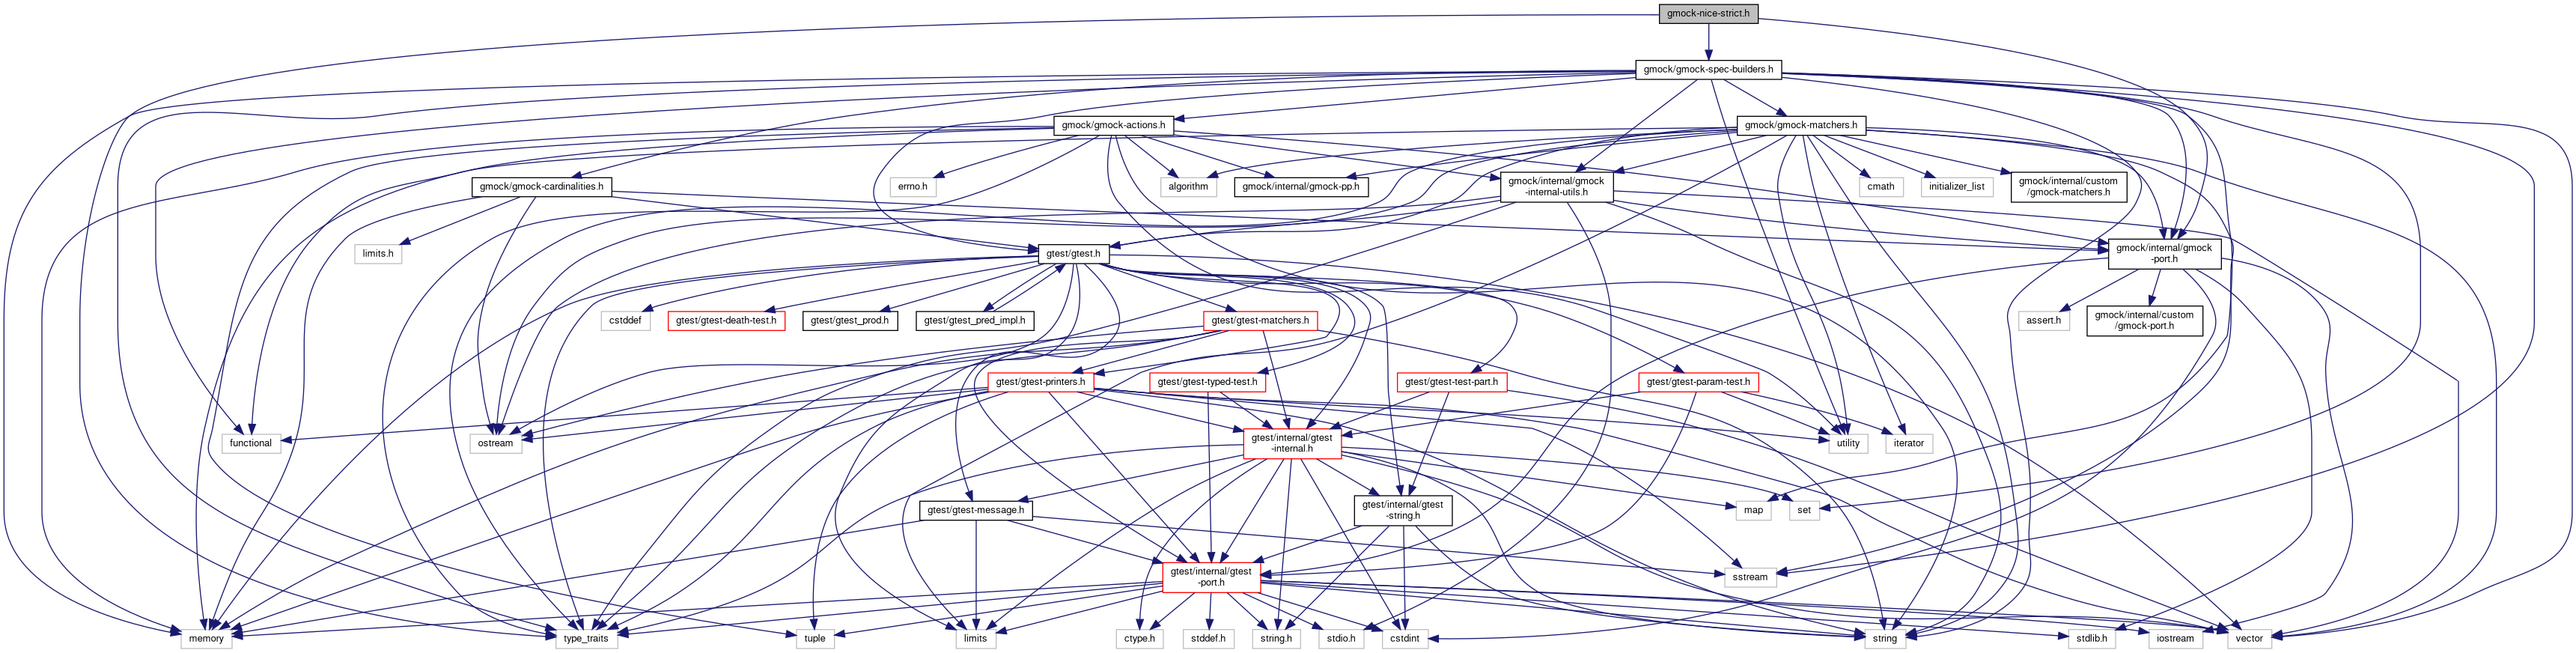 gmock-nice-strict.h
gmock/gmock-spec-builders.h
gmock/gmock-actions.h
gmock/gmock-matchers.h
gmock/gmock-cardinalities.h
errno.h
algorithm
gmock/internal/gmock-pp.h
gmock/internal/gmock
-internal-utils.h
cmath
initializer_list
gmock/internal/custom
/gmock-matchers.h
limits.h
gtest/gtest.h
gmock/internal/gmock
-port.h
cstddef
gtest/gtest-death-test.h
gtest/gtest_prod.h
gtest/gtest_pred_impl.h
gtest/gtest-matchers.h
assert.h
gmock/internal/custom
/gmock-port.h
gtest/gtest-printers.h
gtest/gtest-typed-test.h
gtest/gtest-test-part.h
gtest/gtest-param-test.h
functional
ostream
gtest/internal/gtest
-internal.h
utility
iterator
gtest/gtest-message.h
gtest/internal/gtest
-string.h
map
set
gtest/internal/gtest
-port.h
sstream
memory
type_traits
tuple
limits
ctype.h
stddef.h
string.h
stdio.h
cstdint
string
stdlib.h
iostream
vector